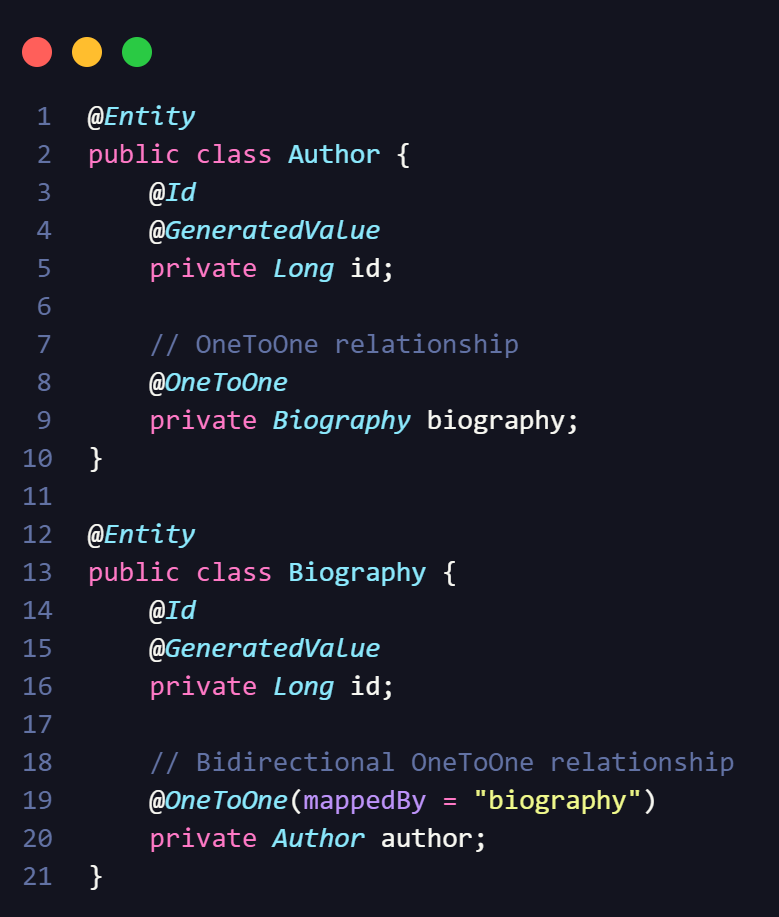 1 @Entity
2 public class Author {
3     @Id
4     @GeneratedValue
5     private Long id;
6
7     // OneToOne relationship
8     @OneToOne
9     private Biography biography;
10 }
11
12 @Entity
13 public class Biography {
14     @Id
15     @GeneratedValue
16     private Long id;
17
18     // Bidirectional OneToOne relationship
19     @OneToOne(mappedBy = "biography")
20     private Author author;
21 }